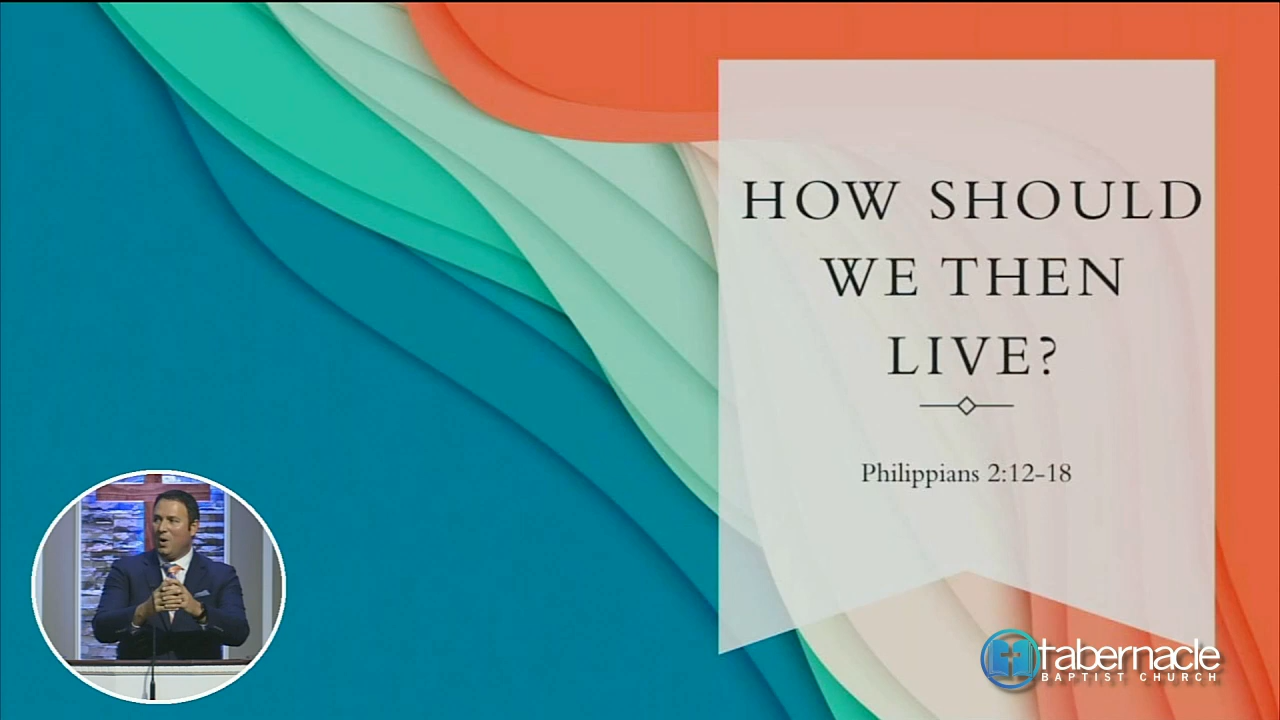 HOW SHOULD
WE THEN
LIVE?
Philippians 2:12-18
tabernacle
BAPTIST CHURCH